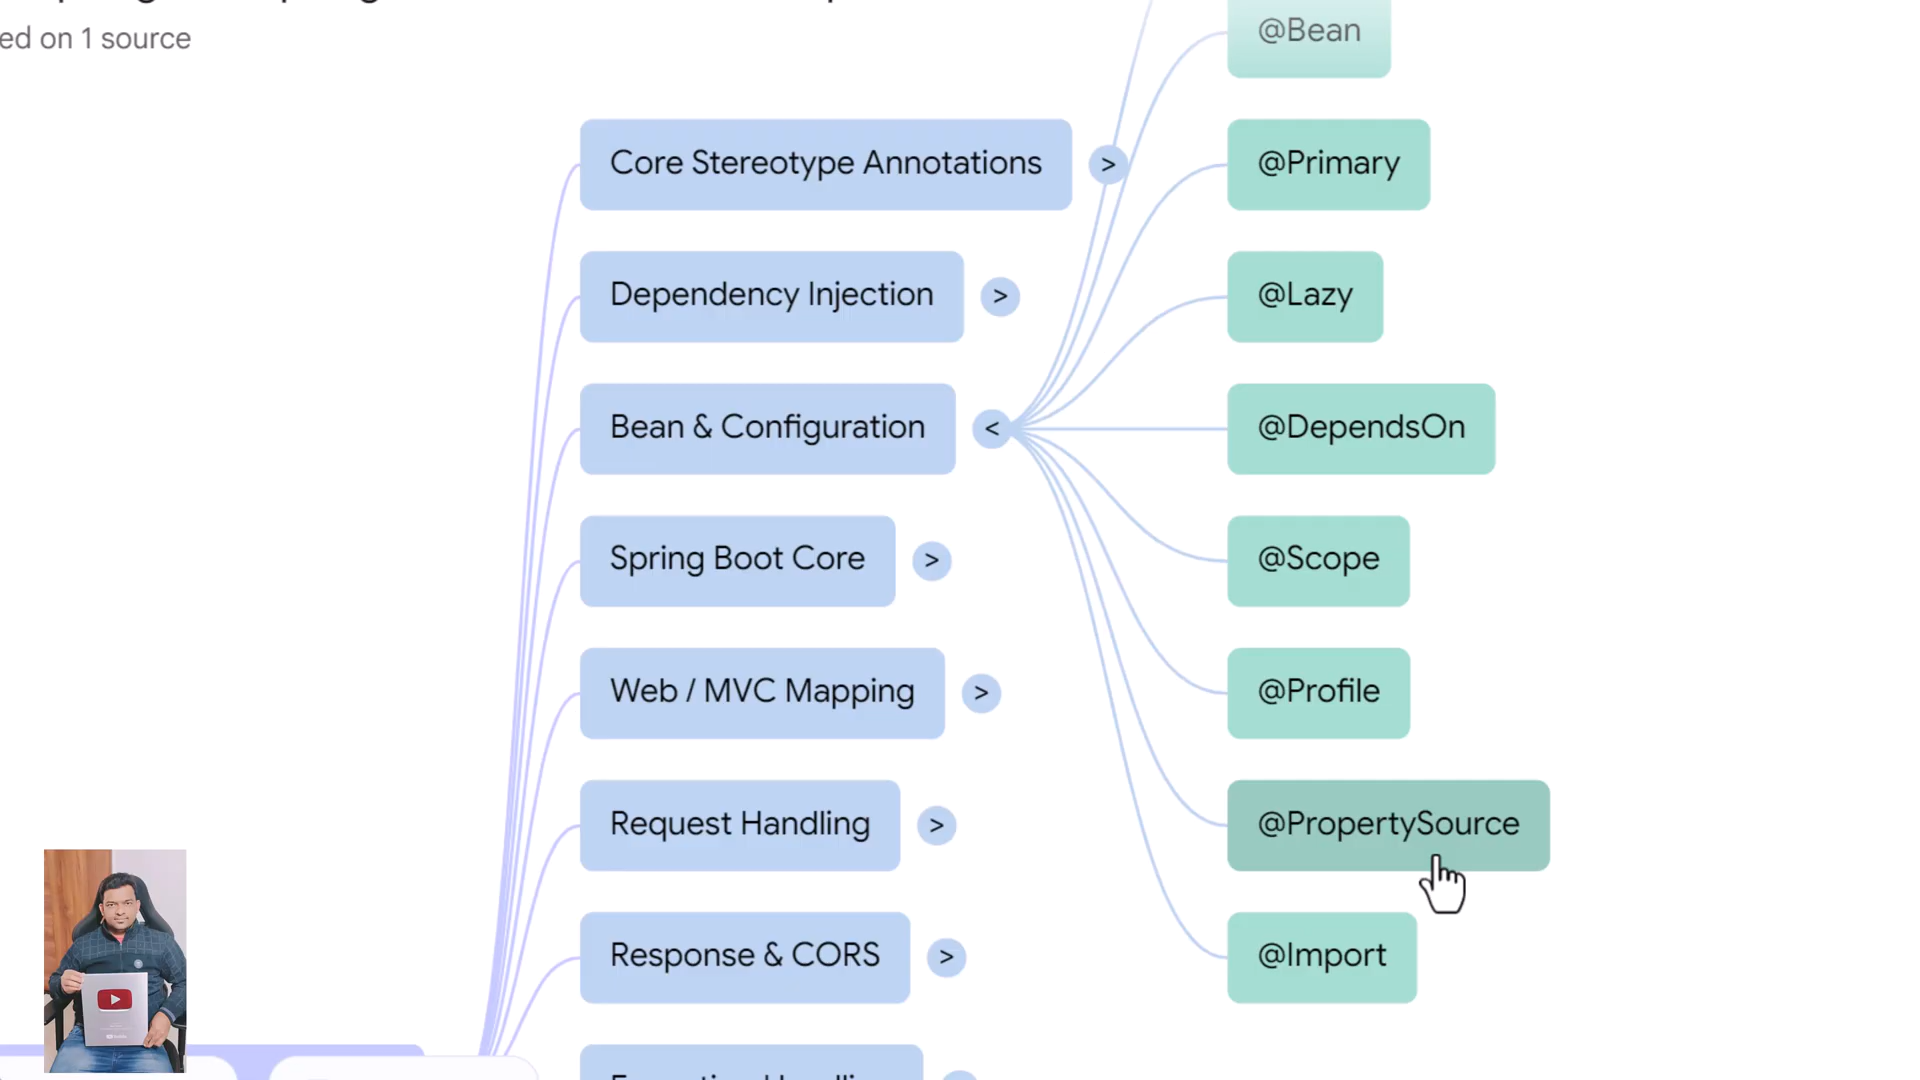 ed on 1 source
Core Stereotype Annotations
>
Dependency Injection
>
Bean & Configuration
<
Spring Boot Core
>
Web / MVC Mapping
>
Request Handling
>
Response & CORS
>
@Bean
@Primary
@Lazy
@DependsOn
@Scope
@Profile
@PropertySource
@Import